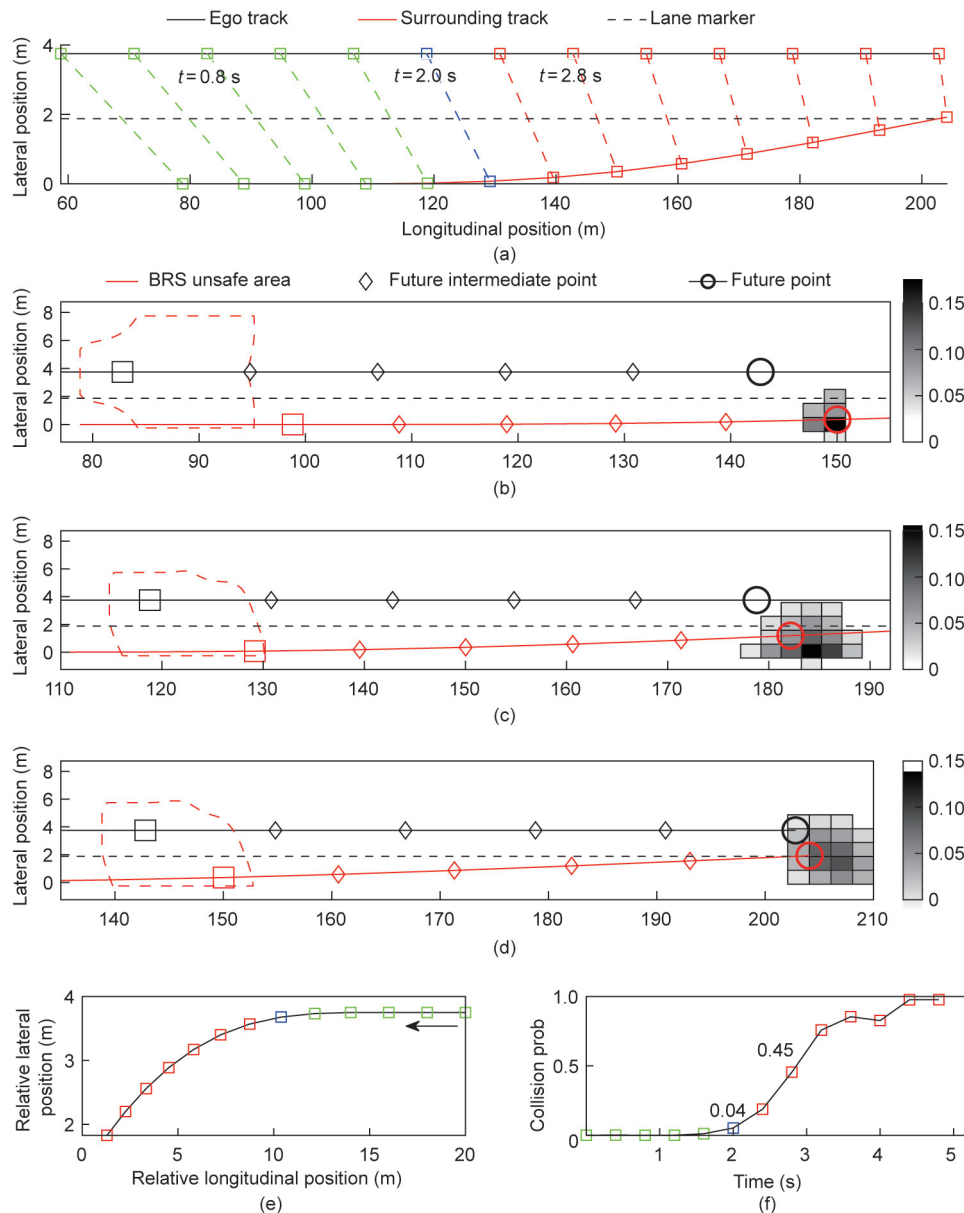 Ego track Surrounding track Lane marker
4
2
0
Lateral position (m)
t=0.8 s t=2.0 s t=2.8 s
60 80 100 120 140 160 180 200
Longitudinal position (m)
(a)
BRS unsafe area Future intermediate point Future point
8
6
4
2
0
Lateral position (m)
80 90 100 110 120 130 140 150
0.15
0.10
0.05
0
(b)
8
6
4
2
0
Lateral position (m)
110 120 130 140 150 160 170 180 190
0.15
0.10
0.05
0
(c)
8
6
4
2
0
Lateral position (m)
140 150 160 170 180 190 200 210
0.15
0.10
0.05
0
(d)
4
3
2
Relative lateral
position (m)
0 5 10 15 20
Relative longitudinal position (m)
(e)
1.0
0.5
0
Collision prob
0.45
0.04
1 2 3 4 5
Time (s)
(f)